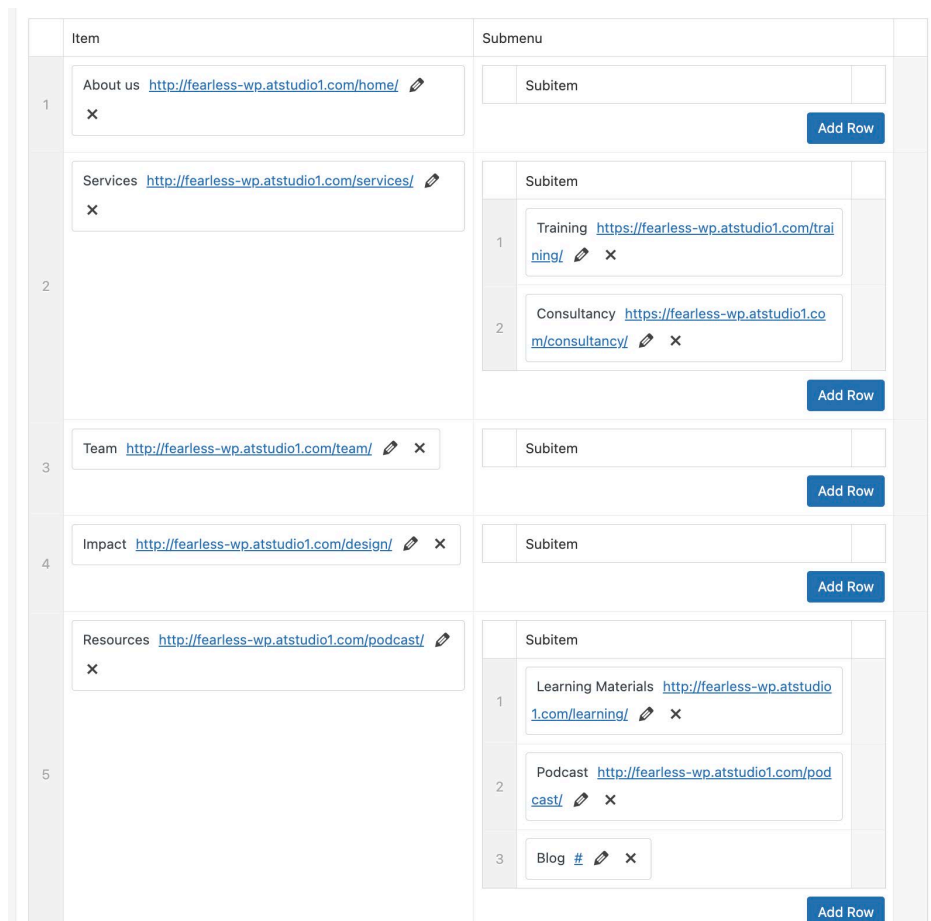 Item
Submenu
1
About us http://fearless-wp.atstudio1.com/home/
Subitem
Add Row
2
Services http://fearless-wp.atstudio1.com/services/
Subitem
1
Training https://fearless-wp.atstudio1.com/trai
ning/
2
Consultancy https://fearless-wp.atstudio1.co
m/consultancy/
Add Row
3
Team http://fearless-wp.atstudio1.com/team/
Subitem
Add Row
4
Impact http://fearless-wp.atstudio1.com/design/
Subitem
Add Row
5
Resources http://fearless-wp.atstudio1.com/podcast/
Subitem
1
Learning Materials http://fearless-wp.atstudio
1.com/learning/
2
Podcast http://fearless-wp.atstudio1.com/pod
cast/
3
Blog #
Add Row